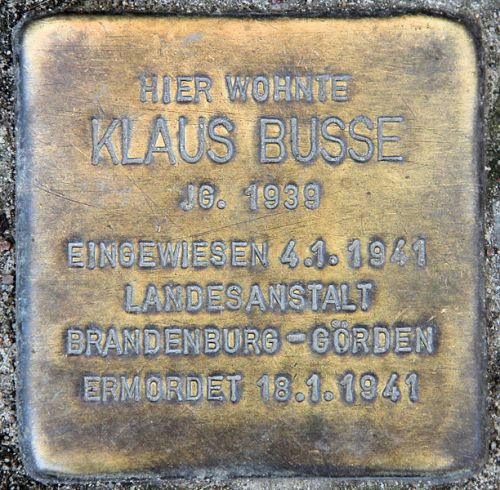 HIER WOHNTE
KLAUS BUSSE
JG. 1939
EINGEWIESEN 4.1.1941
LANDESANSTALT
BRANDENBURG-GÖRDEN
ERMORDET 18.1.1941